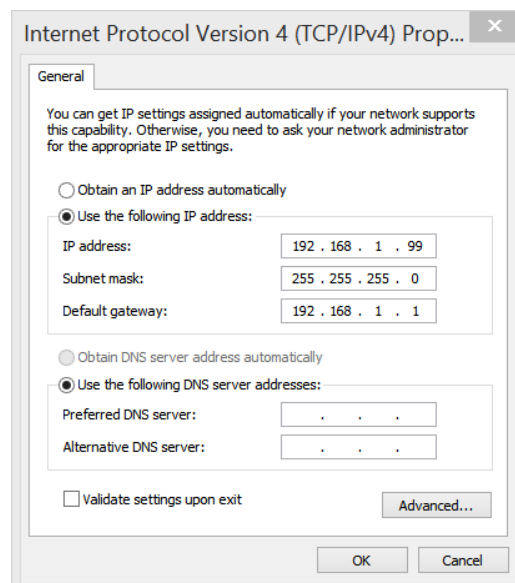 Internet Protocol Version 4 (TCP/IPv4) Prop...
General
You can get IP settings assigned automatically if your network supports
this capability. Otherwise, you need to ask your network administrator
for the appropriate IP settings.
Obtain an IP address automatically
Use the following IP address:
IP address: 192 . 168 . 1 . 99
Subnet mask: 255 . 255 . 255 . 0
Default gateway: 192 . 168 . 1 . 1
Obtain DNS server address automatically
Use the following DNS server addresses:
Preferred DNS server: . . .
Alternative DNS server: . . .
Validate settings upon exit
Advanced...
OK Cancel